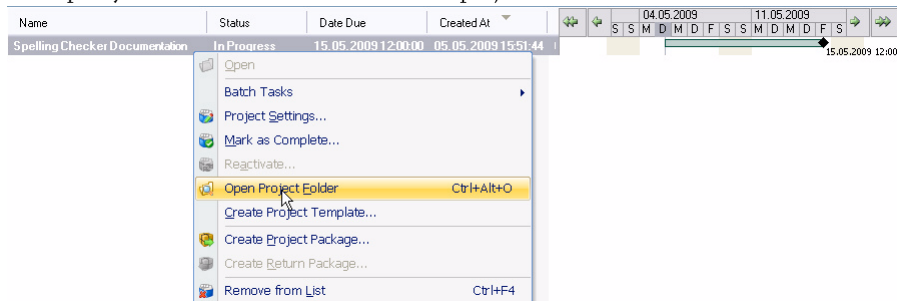 Name Status Date Due Created At 04.05.2009 11.05.2009
S S M D M D F S S M D M D F S
Spelling Checker Documentation In Progress 15.05.2009 12:00:00 05.05.2009 15:51:44
15.05.2009 12:00
Open
Batch Tasks
Project Settings...
Mark as Complete...
Reactivate...
Open Project Folder Ctrl+Alt+O
Create Project Template...
Create Project Package...
Create Return Package...
Remove from List Ctrl+F4